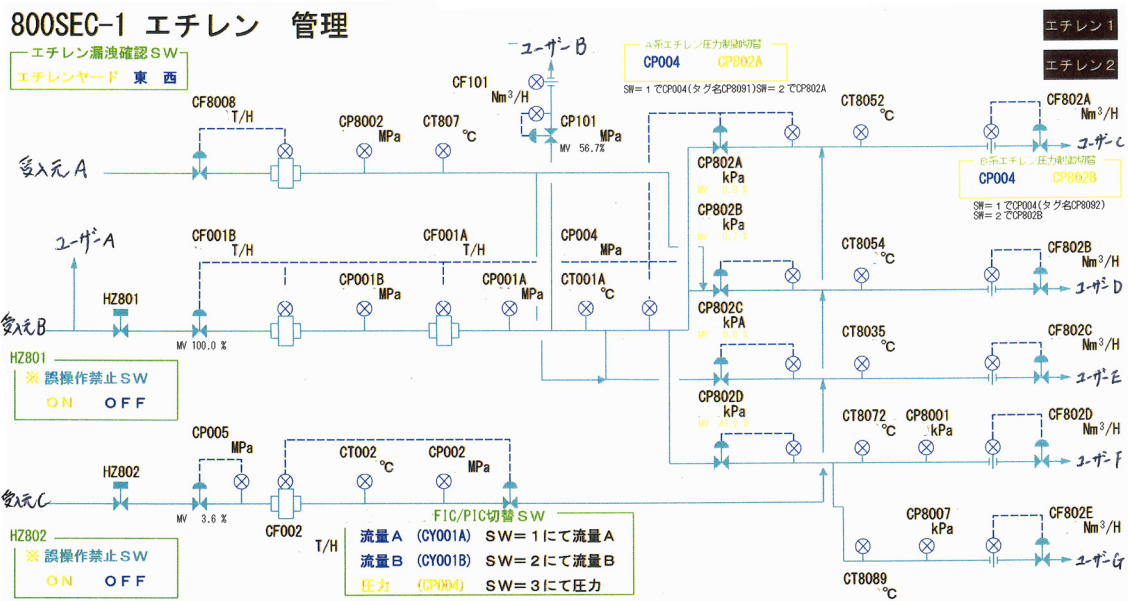 800SEC-1 エチレン 管理
エチレン 1
エチレン 2
エチレン漏洩確認SW
エチレンヤード 東 西
ユーザーB
A系エチレン圧力制御切替
CP004 CP802A
SW=1でCP004(タグ名CP8091)SW=2でCP802A
CF8008
T/H
CP8002
MPa
CT807
℃
CF101
Nm³/H
CP101
MPa
MV 56.7%
CT8052
℃
CF802A
Nm³/H
ユーザーC
受入元A
CP802A
kPa
B系エチレン圧力制御切替
CP004 CP802B
SW=1でCP004(タグ名CP8092)
SW=2でCP802B
CP802B
kPa
ユーザーA
CF001B
T/H
CF001A
T/H
CP004
MPa
CT8054
℃
CF802B
Nm³/H
ユーザーD
HZ801
CP001B
MPa
CP001A
MPa
CT001A
℃
受入元B
MV 100.0 %
CP802C
kPA
CT8035
℃
CF802C
Nm³/H
ユーザーE
HZ801
※ 誤操作禁止SW
ON OFF
CP802D
kPa
CT8072
℃
CP8001
kPa
CF802D
Nm³/H
ユーザーF
CP005
MPa
HZ802
CT002
℃
CP002
MPa
受入元C
MV 3.6 %
CF002
T/H
HZ802
※ 誤操作禁止SW
ON OFF
FIC/PIC切替SW
流量A (CY001A) SW=1にて流量A
流量B (CY001B) SW=2にて流量B
圧力 (CP004) SW=3にて圧力
CP8007
kPa
CF802E
Nm³/H
ユーザーG
CT8089
℃